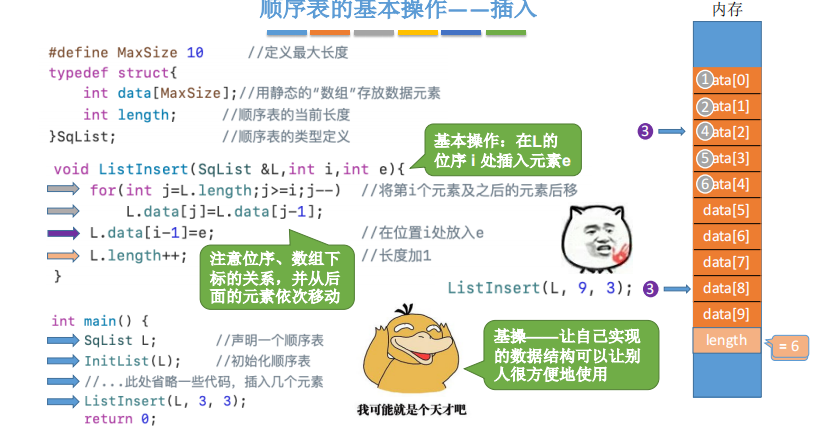 顺序表的基本操作——插入
内存
#define MaxSize 10 //定义最大长度
typedef struct{
int data[MaxSize];//用静态的“数组”存放数据元素
int length; //顺序表的当前长度
}SqList; //顺序表的类型定义
基本操作：在L的
位序 i 处插入元素e
void ListInsert(SqList &L,int i,int e){
for(int j=L.length;j>=i;j--) //将第i个元素及之后的元素后移
L.data[j]=L.data[j-1];
L.data[i-1]=e; //在位置i处放入e
L.length++; //长度加1
}
注意位序、数组下
标的关系，并从后
面的元素依次移动
ListInsert(L, 9, 3); 3
int main() {
SqList L; //声明一个顺序表
InitList(L); //初始化顺序表
//...此处省略一些代码，插入几个元素
ListInsert(L, 3, 3);
return 0;
我可能就是个天才吧
基操——让自己实现
的数据结构可以让别
人很方便地使用
1 ata[0]
2 ata[1]
3
4 ata[2]
5 ata[3]
6 ata[4]
data[5]
data[6]
data[7]
data[8]
data[9]
length
= 6